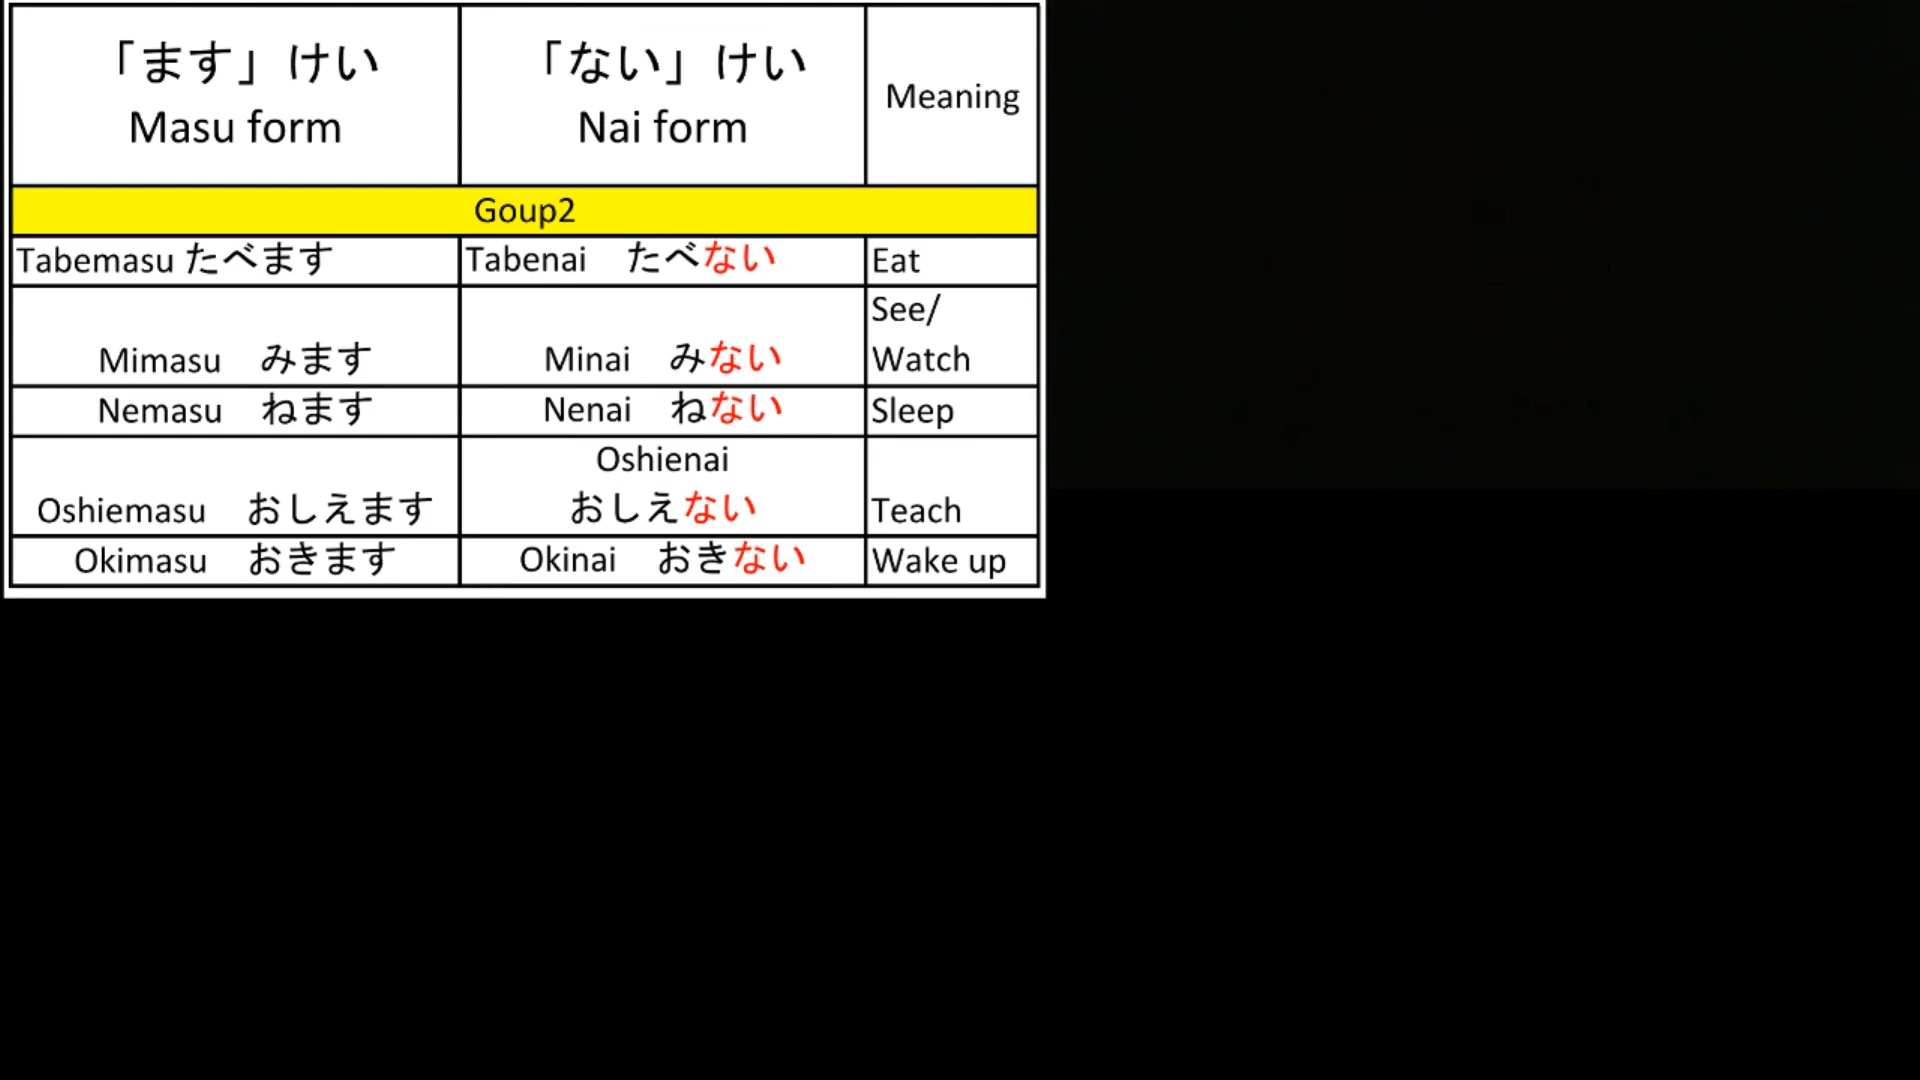 「ます」けい
Masu form
「ない」けい
Nai form
Meaning
Goup2
Tabemasu たべます
Tabenai たべない
Eat
Mimasu みます
Minai みない
See/
Watch
Nemasu ねます
Nenai ねない
Sleep
Oshiemasu おしえます
Oshienai
おしえない
Teach
Okimasu おきます
Okinai おきない
Wake up